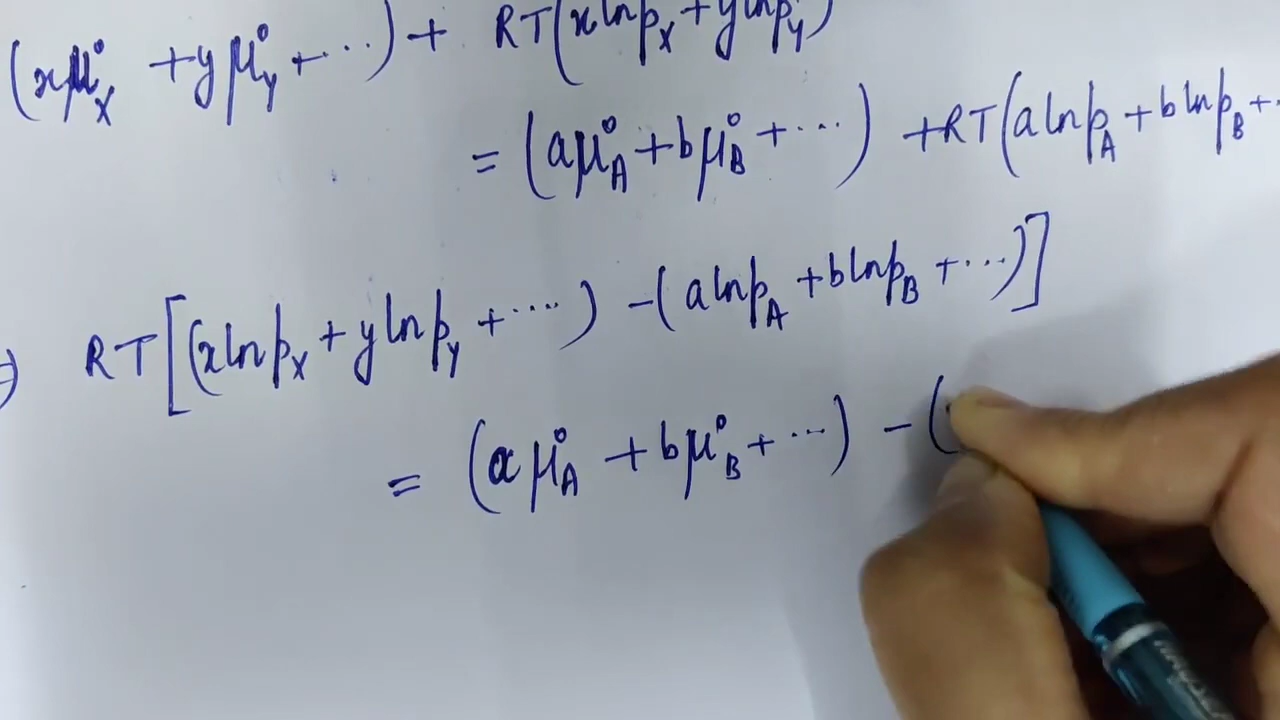 (xμ°X + yμ°Y + ···) + RT(x ln pX + y ln pY)
= (aμ°A + bμ°B + ···) + RT(a ln pA + b ln pB + ··
RT[(x ln pX + y ln pY + ····) - (a ln pA + b ln pB + ···)]
= (aμ°A + bμ°B + ···) - (